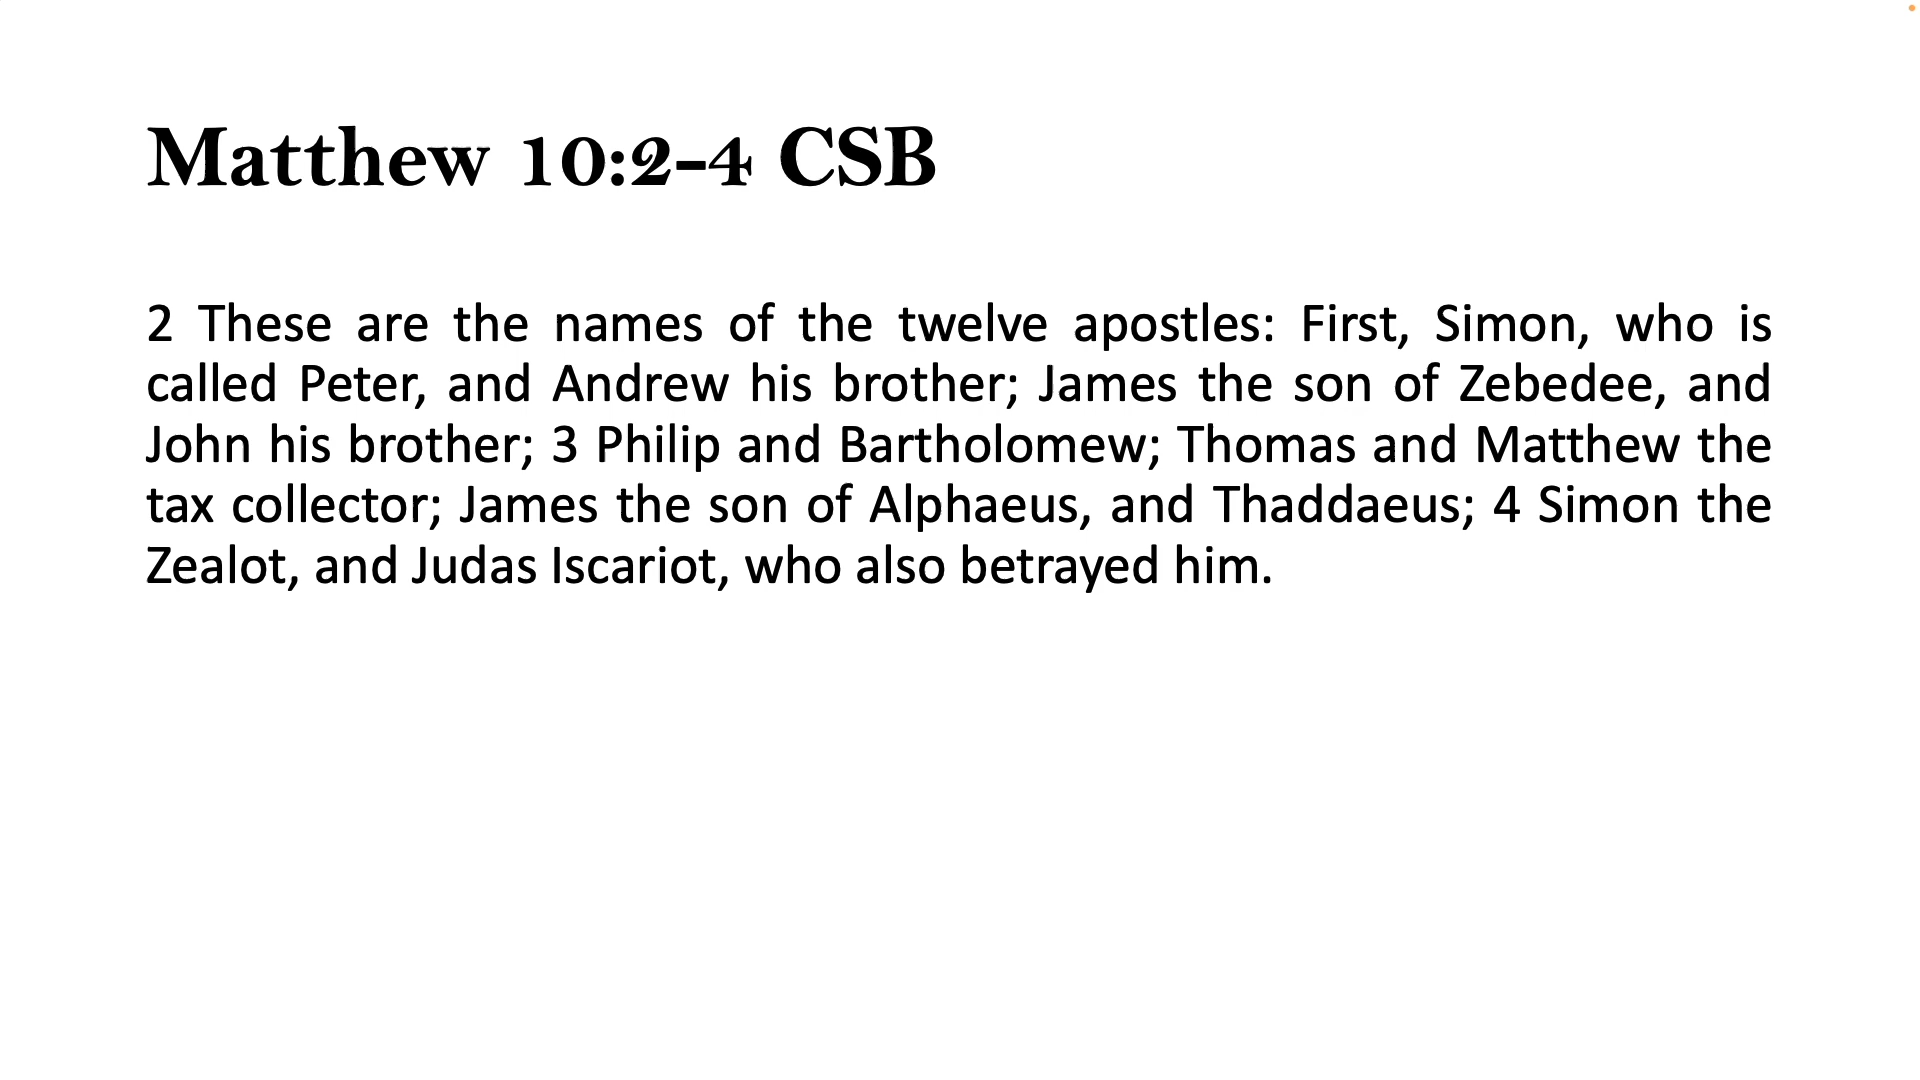 Matthew 10:2-4 CSB
2 These are the names of the twelve apostles: First, Simon, who is
called Peter, and Andrew his brother; James the son of Zebedee, and
John his brother; 3 Philip and Bartholomew; Thomas and Matthew the
tax collector; James the son of Alphaeus, and Thaddaeus; 4 Simon the
Zealot, and Judas Iscariot, who also betrayed him.